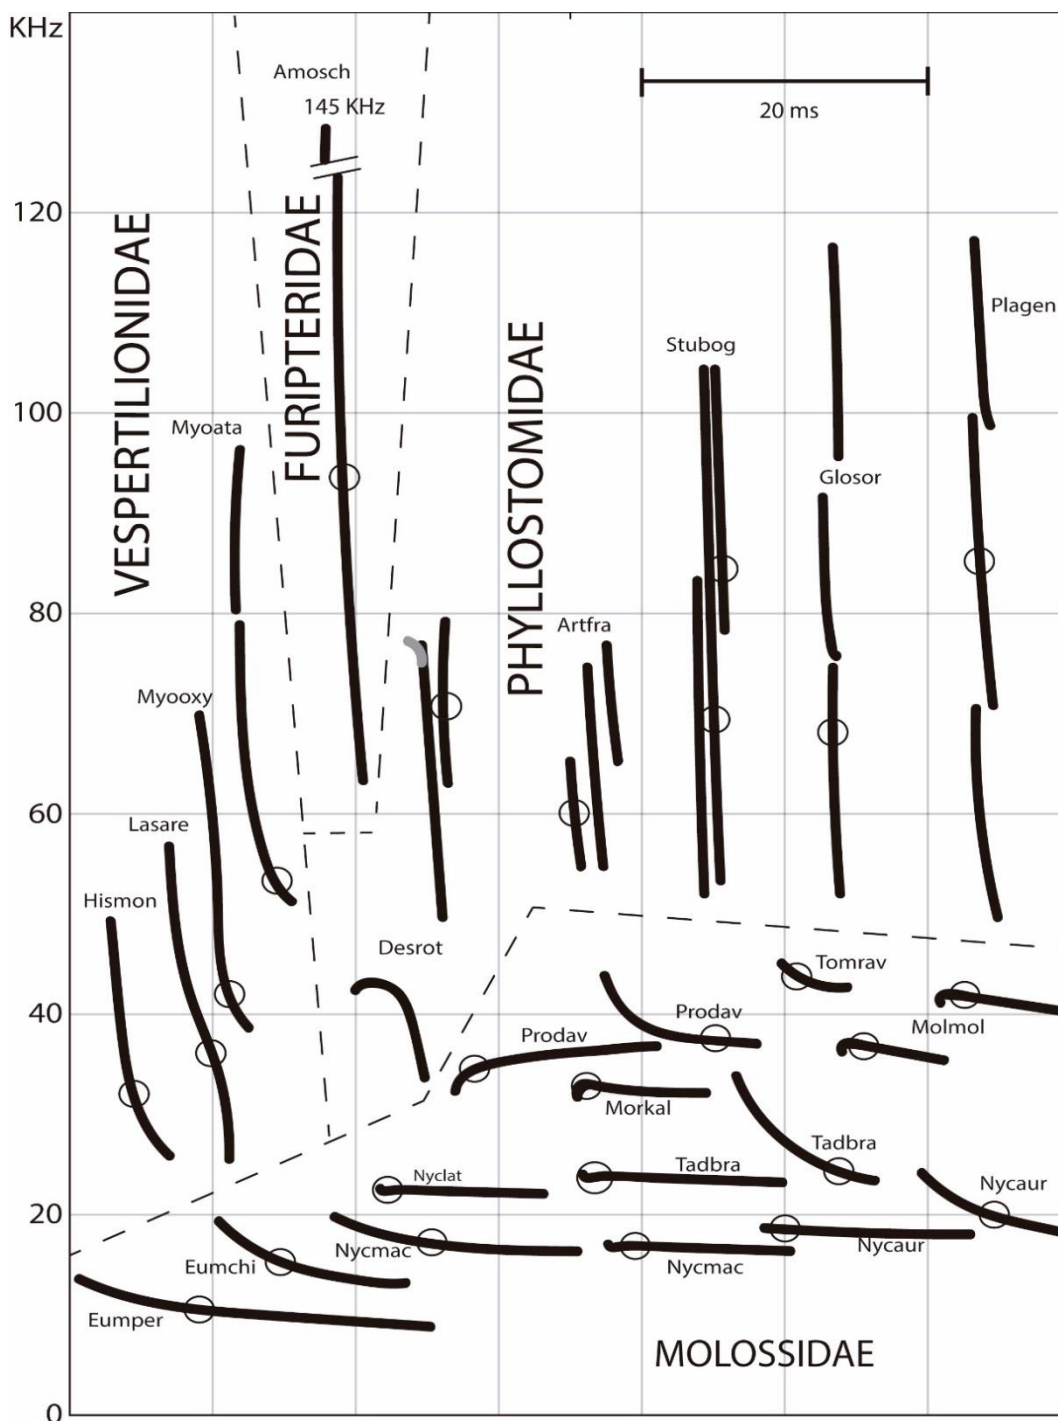 KHz
Amosch
145 KHz
20 ms
120
VESPERTILIONIDAE
FURIPTERIDAE
Plagen
PHYLLOSTOMIDAE
Stubog
100
Myoata
Glosor
80
Artfra
Myooxy
60
Lasare
Hismon
Desrot
Tomrav
40
Prodav
Molmol
Prodav
Morkal
Tadbra
Tadbra
Nyclat
Nycaur
20
Nycmac
Nycaur
Eumchi
Nycmac
Eumper
MOLOSSIDAE
0